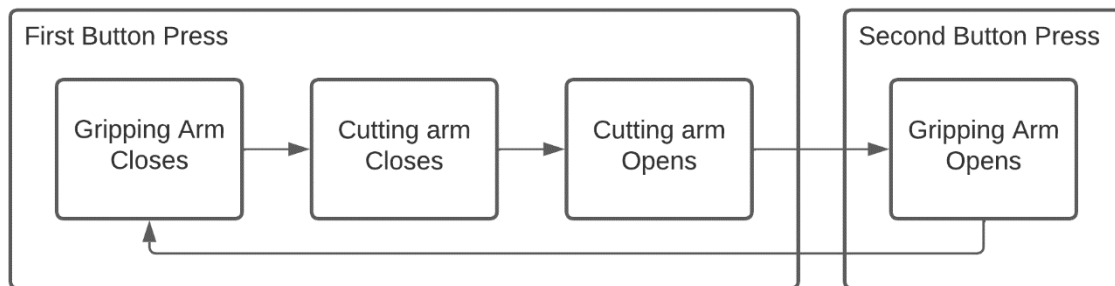 First Button Press
Second Button Press
Gripping Arm
Closes
Cutting arm
Closes
Cutting arm
Opens
Gripping Arm
Opens